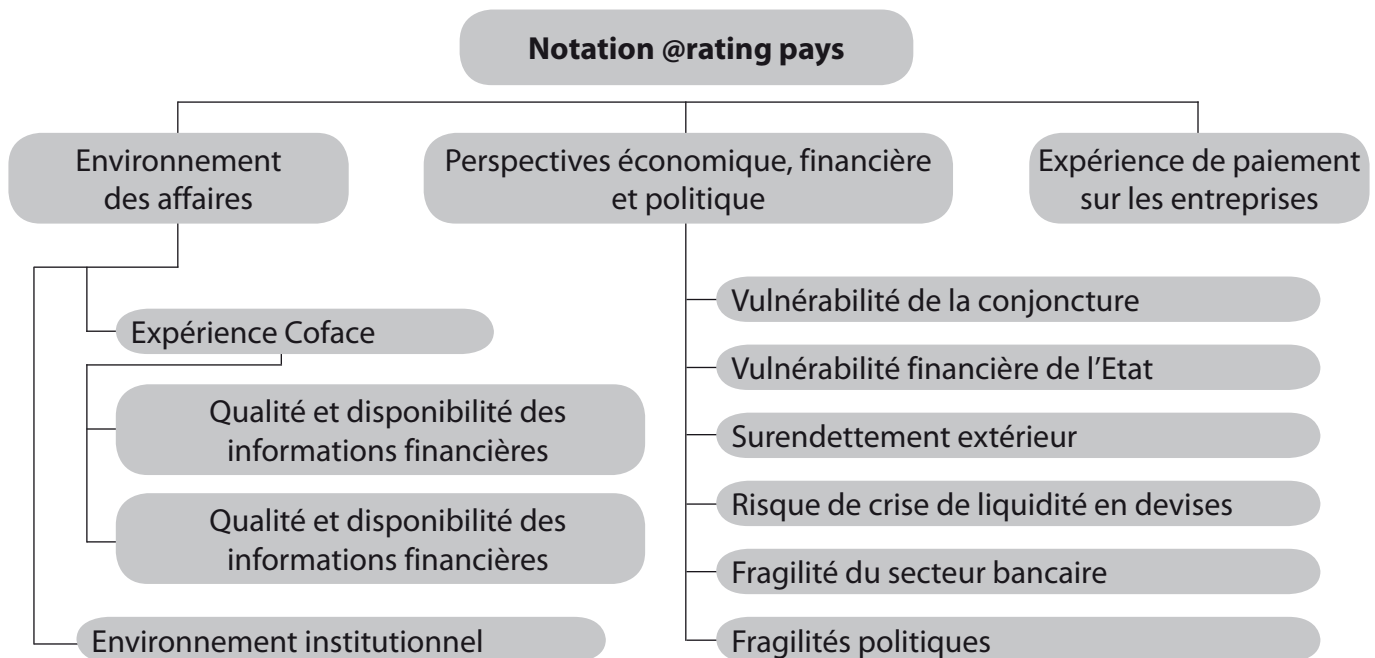 Notation @rating pays
Environnement
des affaires
Perspectives économique, financière
et politique
Expérience de paiement
sur les entreprises
Expérience Coface
Qualité et disponibilité des
informations financières
Qualité et disponibilité des
informations financières
Environnement institutionnel
Vulnérabilité de la conjoncture
Vulnérabilité financière de l'Etat
Surendettement extérieur
Risque de crise de liquidité en devises
Fragilité du secteur bancaire
Fragilités politiques